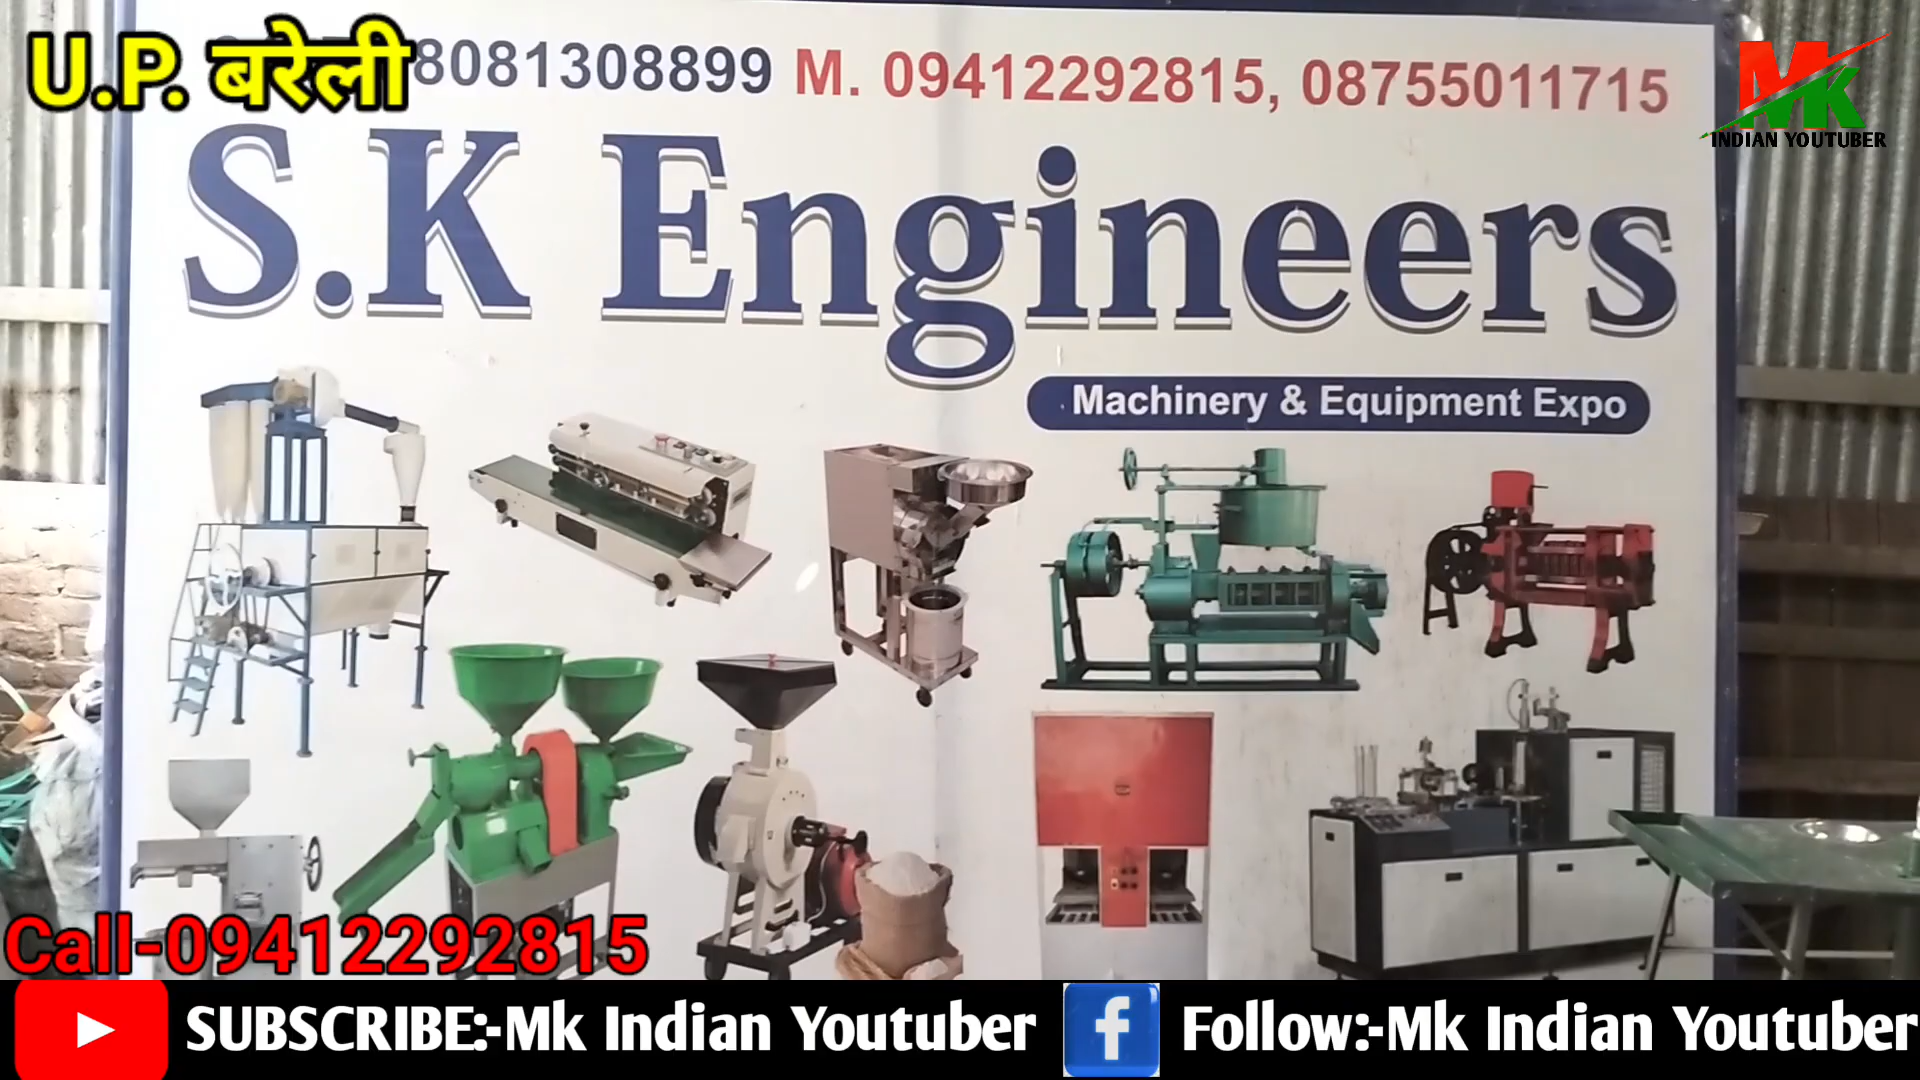 U.P. बरेली
8081308899 M. 09412292815, 08755011715
MK
INDIAN YOUTUBER
S.K Engineers
Machinery & Equipment Expo
Call-09412292815
SUBSCRIBE:-Mk Indian Youtuber
Follow:-Mk Indian Youtuber